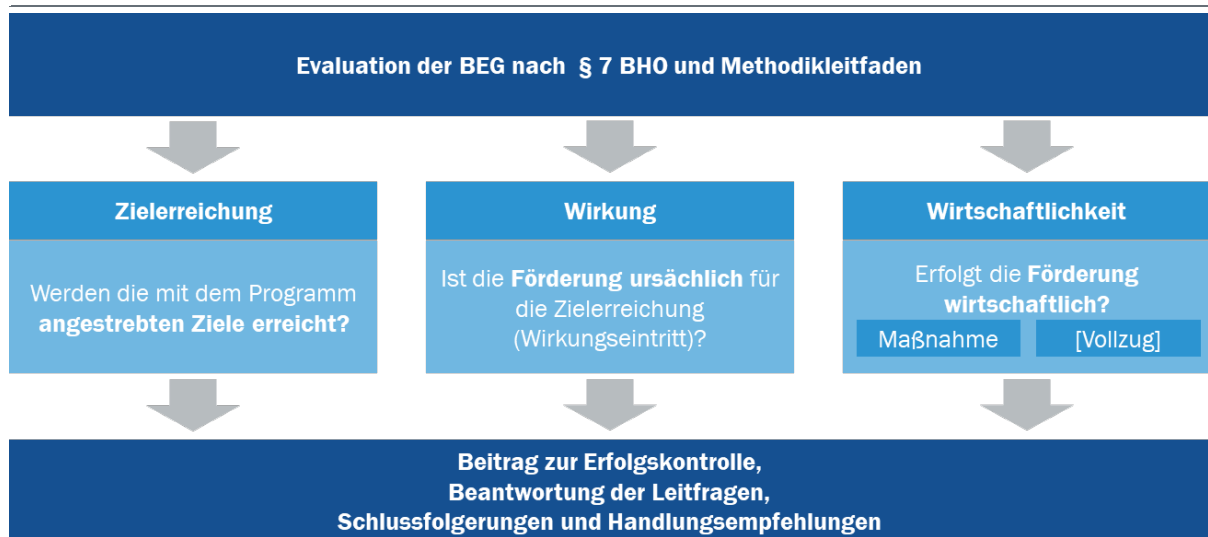 Evaluation der BEG nach § 7 BHO und Methodikleitfaden
Zielerreichung
Werden die mit dem Programm
angestrebten Ziele erreicht?
Wirkung
Ist die Förderung ursächlich für
die Zielerreichung
(Wirkungseintritt)?
Wirtschaftlichkeit
Erfolgt die Förderung
wirtschaftlich?
Maßnahme
[Vollzug]
Beitrag zur Erfolgskontrolle,
Beantwortung der Leitfragen,
Schlussfolgerungen und Handlungsempfehlungen